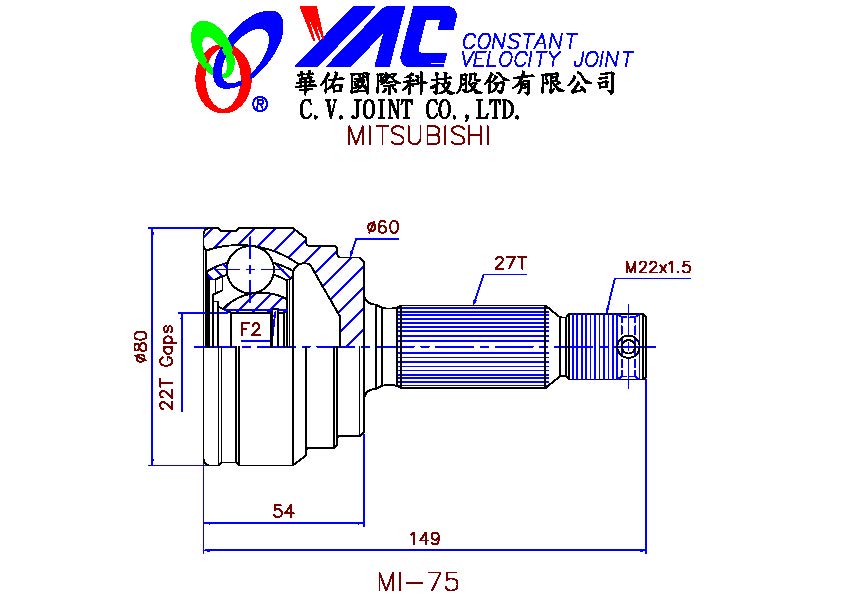 YAC
CONSTANT
VELOCITY JOINT
®
華佑國際科技股份有限公司
C.V.JOINT CO.,LTD.
MITSUBISHI
ø60
27T
M22x1.5
F2
ø80
22T Gaps
54
149
MI-75